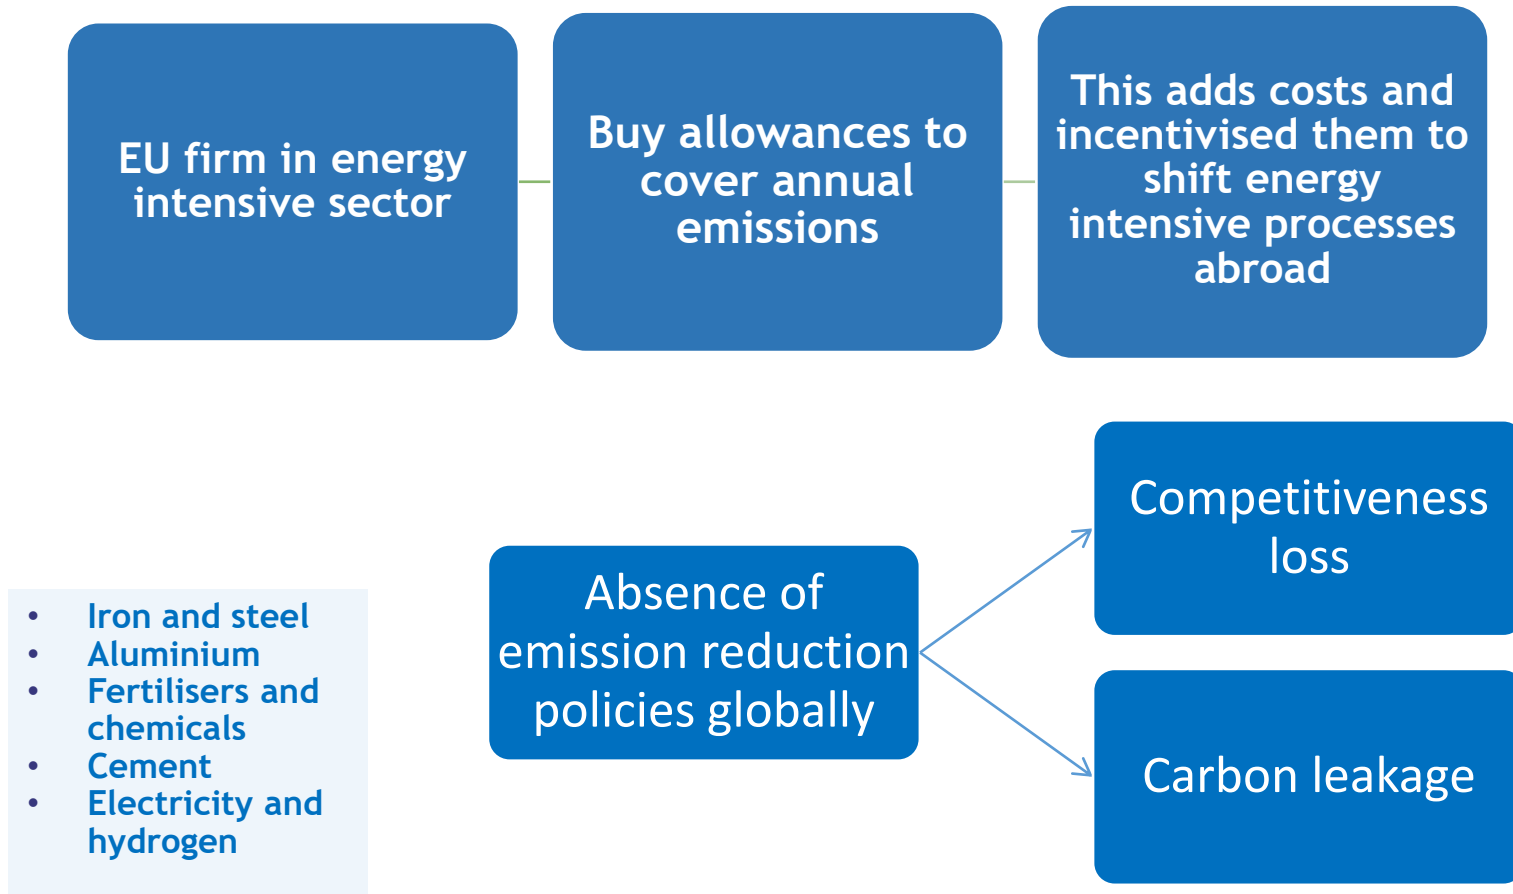 EU firm in energy
intensive sector
Buy allowances to
cover annual
emissions
This adds costs and
incentivised them to
shift energy
intensive processes
abroad
• Iron and steel
• Aluminium
• Fertilisers and
chemicals
• Cement
• Electricity and
hydrogen
Absence of
emission reduction
policies globally
Competitiveness
loss
Carbon leakage